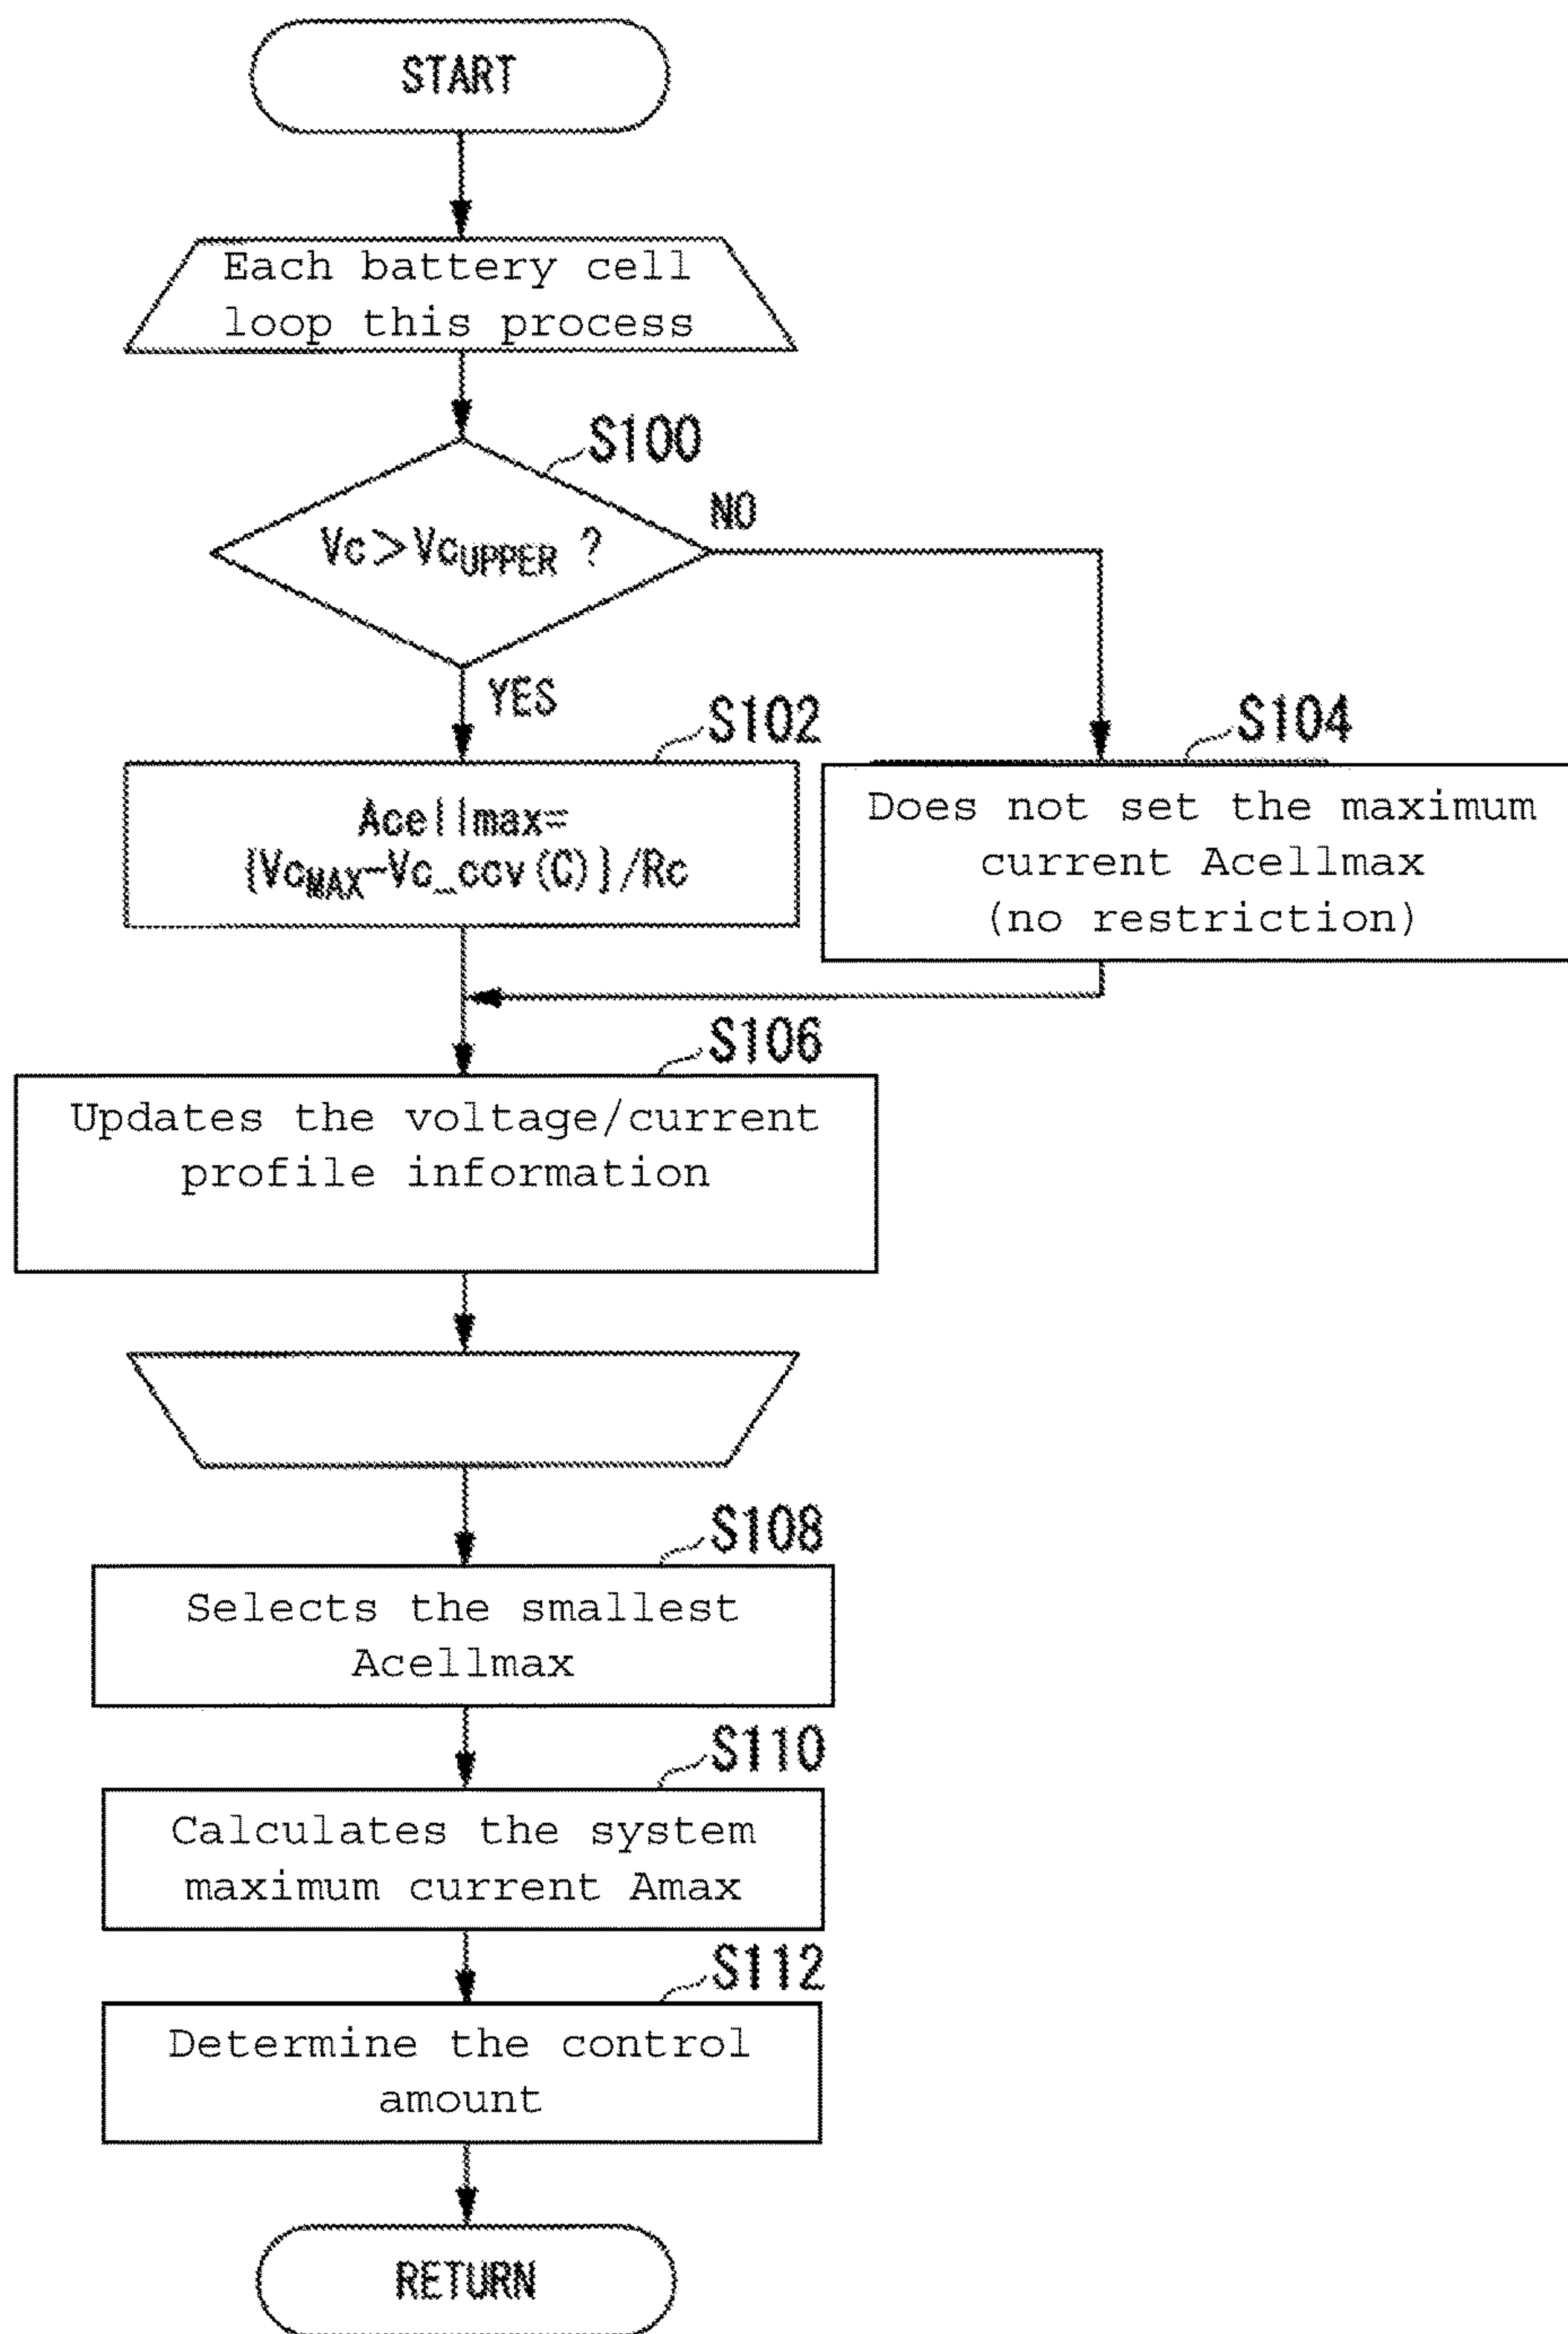 START
Each battery cell
loop this process
S100
Vc>VcUPPER ?
NO
YES
S102
Acellmax=
{VcMAX-Vc_ccv(C)}/Rc
S104
Does not set the maximum
current Acellmax
(no restriction)
S106
Updates the voltage/current
profile information
S108
Selects the smallest
Acellmax
S110
Calculates the system
maximum current Amax
S112
Determine the control
amount
RETURN